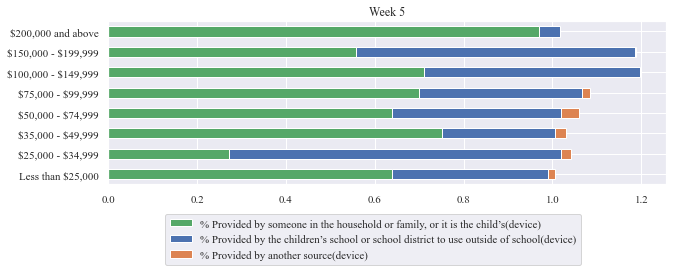 Week 5
$200,000 and above
$150,000 - $199,999
$100,000 - $149,999
$75,000 - $99,999
$50,000 - $74,999
$35,000 - $49,999
$25,000 - $34,999
Less than $25,000
0.0 0.2 0.4 0.6 0.8 1.0 1.2
% Provided by someone in the household or family, or it is the child's(device)
% Provided by the children's school or school district to use outside of school(device)
% Provided by another source(device)